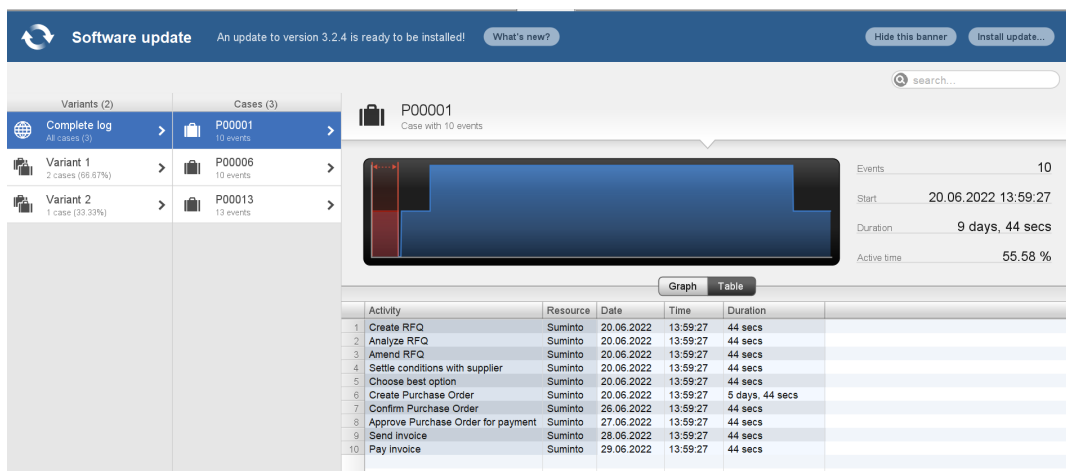 Software update An update to version 3.2.4 is ready to be installed! What's new? Hide this banner Install update...
search...
Variants (2) Cases (3)
Complete log
All cases (3)
Variant 1
2 cases (66.67%)
Variant 2
1 case (33.33%)
P00001
10 events
P00006
10 events
P00013
13 events
P00001
Case with 10 events
Events 10
Start 20.06.2022 13:59:27
Duration 9 days, 44 secs
Active time 55.58 %
Graph Table
Activity Resource Date Time Duration
1 Create RFQ Suminto 20.06.2022 13:59:27 44 secs
2 Analyze RFQ Suminto 20.06.2022 13:59:27 44 secs
3 Amend RFQ Suminto 20.06.2022 13:59:27 44 secs
4 Settle conditions with supplier Suminto 20.06.2022 13:59:27 44 secs
5 Choose best option Suminto 20.06.2022 13:59:27 44 secs
6 Create Purchase Order Suminto 20.06.2022 13:59:27 5 days, 44 secs
7 Confirm Purchase Order Suminto 26.06.2022 13:59:27 44 secs
8 Approve Purchase Order for payment Suminto 27.06.2022 13:59:27 44 secs
9 Send invoice Suminto 28.06.2022 13:59:27 44 secs
10 Pay invoice Suminto 29.06.2022 13:59:27 44 secs